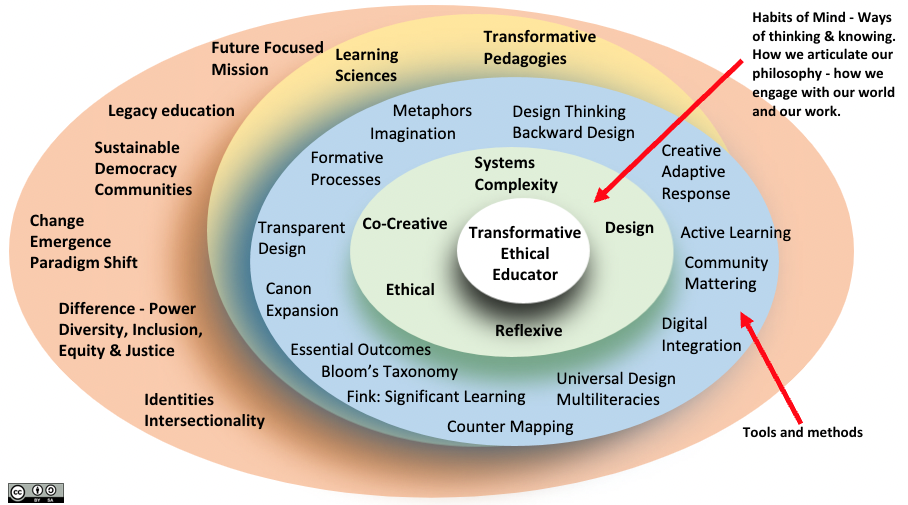 Habits of Mind - Ways
of thinking & knowing.
How we articulate our
philosophy - how we
engage with our world
and our work.
Future Focused
Mission
Learning
Sciences
Transformative
Pedagogies
Legacy education
Sustainable
Democracy
Communities
Change
Emergence
Paradigm Shift
Difference - Power
Diversity, Inclusion,
Equity & Justice
Identities
Intersectionality
Metaphors
Imagination
Design Thinking
Backward Design
Formative
Processes
Creative
Adaptive
Response
Transparent
Design
Active Learning
Community
Mattering
Canon
Expansion
Digital
Integration
Essential Outcomes
Bloom’s Taxonomy
Fink: Significant Learning
Universal Design
Multiliteracies
Counter Mapping
Systems
Complexity
Co-Creative
Design
Ethical
Reflexive
Transformative
Ethical
Educator
Tools and methods
cc
BY SA